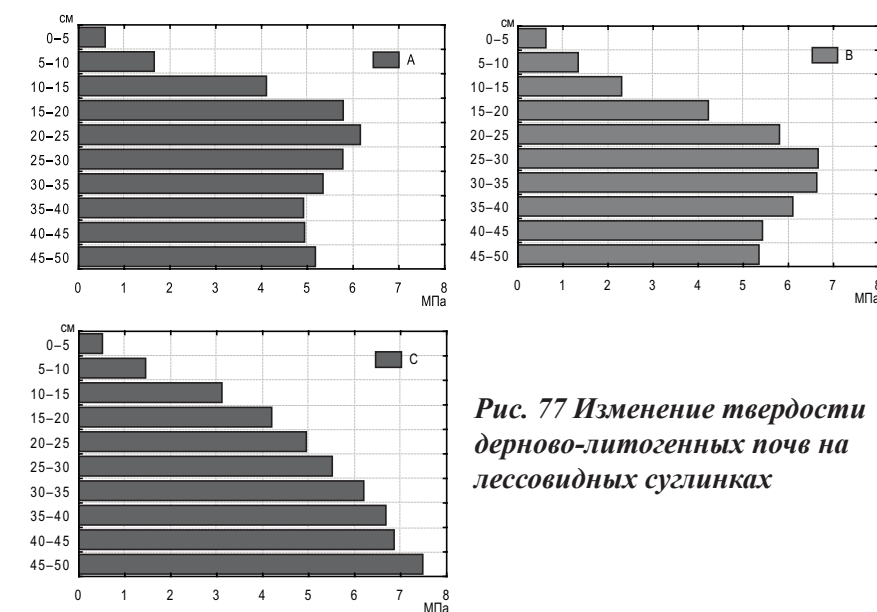 см
0–5
5–10
10–15
15–20
20–25
25–30
30–35
35–40
40–45
45–50
0 1 2 3 4 5 6 7 8
МПа
A
см
0–5
5–10
10–15
15–20
20–25
25–30
30–35
35–40
40–45
45–50
0 1 2 3 4 5 6 7 8
МПа
B
см
0–5
5–10
10–15
15–20
20–25
25–30
30–35
35–40
40–45
45–50
0 1 2 3 4 5 6 7 8
МПа
C
Рис. 77 Изменение твердости
дерново-литогенных почв на
лессовидных суглинках